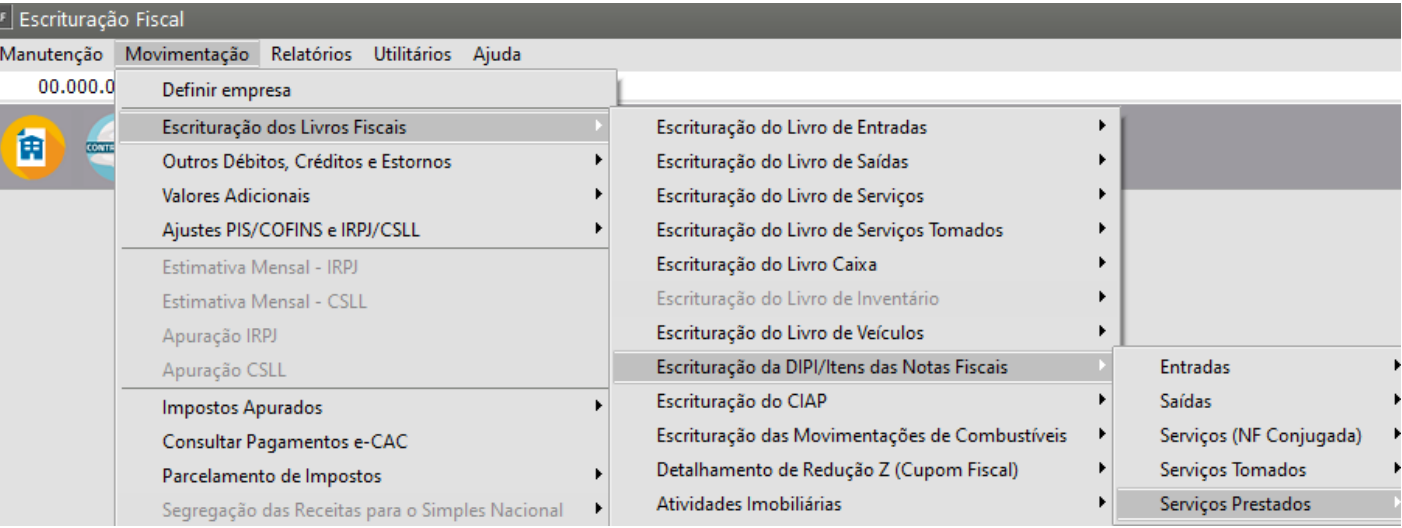 Escrituração Fiscal
Manutenção Movimentação Relatórios Utilitários Ajuda
00.000.0
Definir empresa
Escrituração dos Livros Fiscais
Outros Débitos, Créditos e Estornos
Valores Adicionais
Ajustes PIS/COFINS e IRPJ/CSLL
Estimativa Mensal - IRPJ
Estimativa Mensal - CSLL
Apuração IRPJ
Apuração CSLL
Impostos Apurados
Consultar Pagamentos e-CAC
Parcelamento de Impostos
Segregação das Receitas para o Simples Nacional
Escrituração do Livro de Entradas
Escrituração do Livro de Saídas
Escrituração do Livro de Serviços
Escrituração do Livro de Serviços Tomados
Escrituração do Livro Caixa
Escrituração do Livro de Inventário
Escrituração do Livro de Veículos
Escrituração da DIPI/Itens das Notas Fiscais
Escrituração do CIAP
Escrituração das Movimentações de Combustíveis
Detalhamento de Redução Z (Cupom Fiscal)
Atividades Imobiliárias
Entradas
Saídas
Serviços (NF Conjugada)
Serviços Tomados
Serviços Prestados